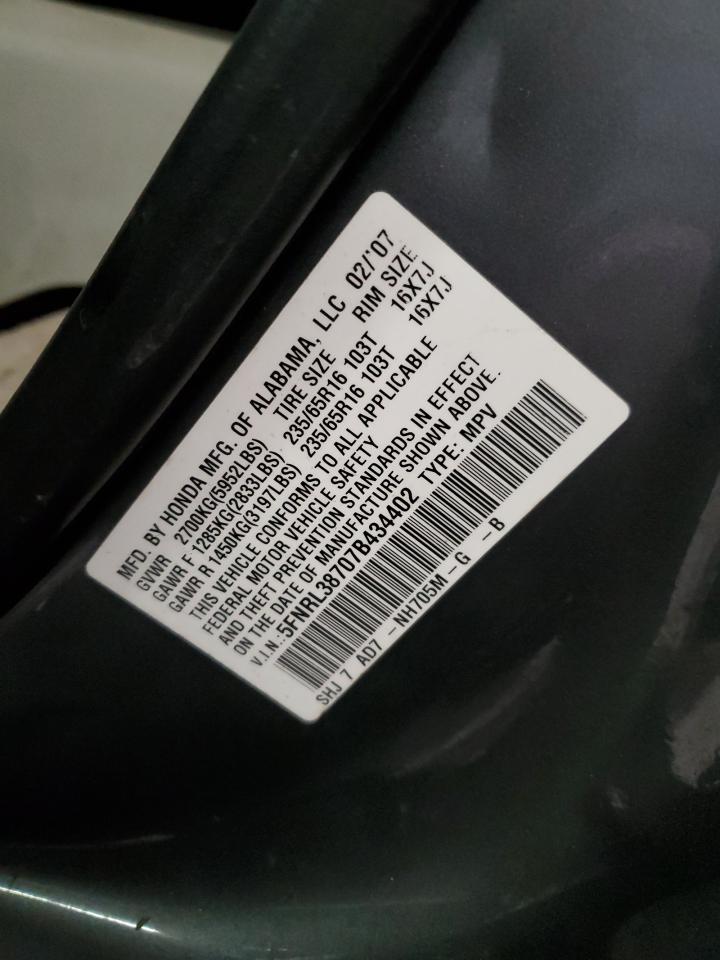 MFD. BY HONDA MFG. OF ALABAMA, LLC 02/'07
GVWR 2700KG(5952LBS) TIRE SIZE RIM SIZE
GAWR F 1285KG(2833LBS) 235/65R16 103T 16X7J
GAWR R 1450KG(3197LBS) 235/65R16 103T 16X7J
THIS VEHICLE CONFORMS TO ALL APPLICABLE
FEDERAL MOTOR VEHICLE SAFETY
AND THEFT PREVENTION STANDARDS IN EFFECT
ON THE DATE OF MANUFACTURE SHOWN ABOVE.
V.I.N.: 5FNRL38707B434402 TYPE: MPV
SHJ 7 AD7 -NH705M-G -B